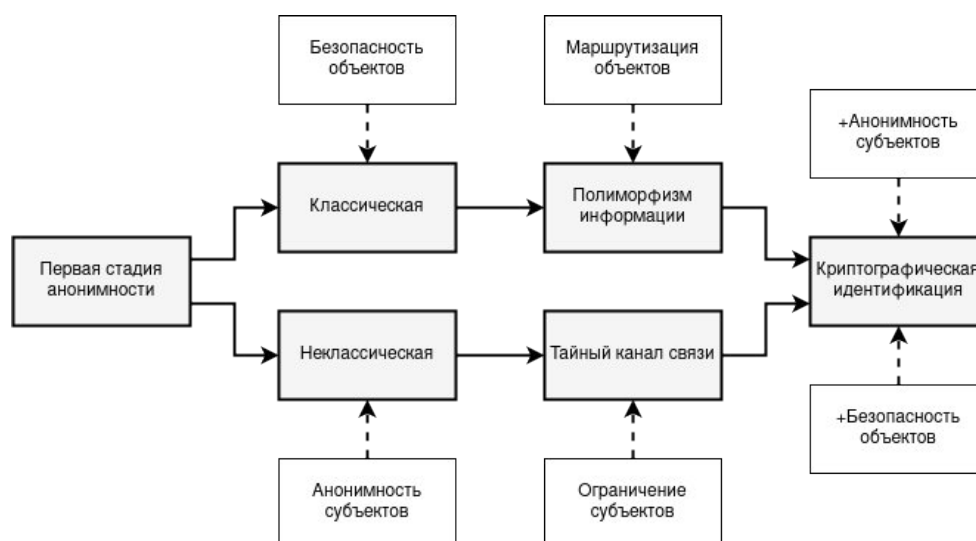 Безопасность
объектов
Маршрутизация
объектов
+Анонимность
субъектов
Классическая
Полиморфизм
информации
Первая стадия
анонимности
Криптографическая
идентификация
Неклассическая
Тайный канал связи
+Безопасность
объектов
Анонимность
субъектов
Ограничение
субъектов